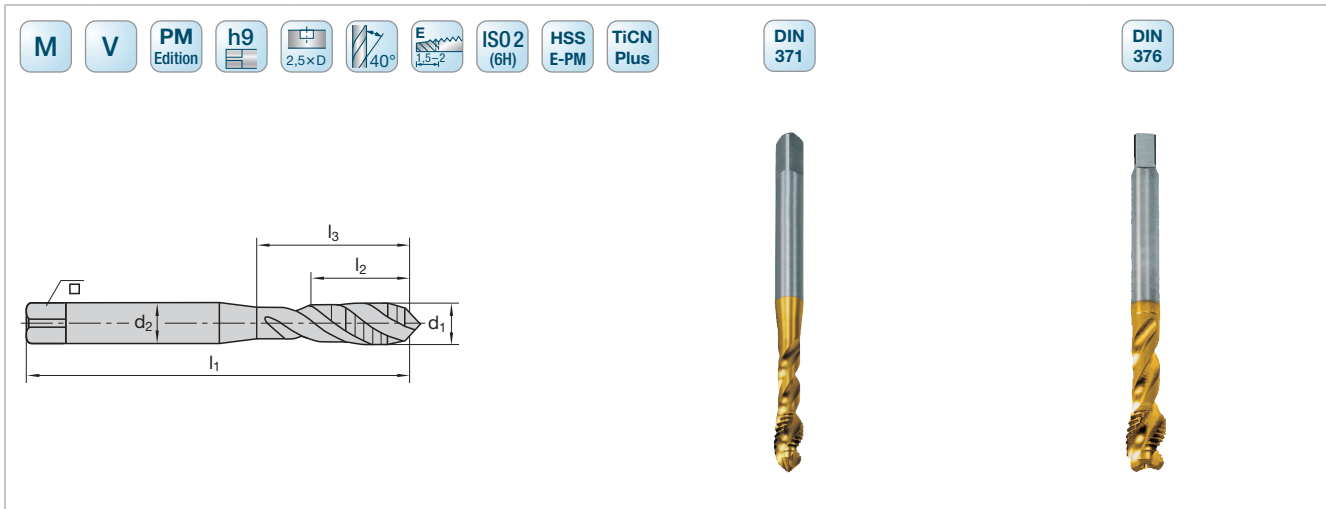 M
V
PM
Edition
h9
2,5×D
40°
E
1,5–2
ISO 2
(6H)
HSS
E-PM
TiCN
Plus
DIN
371
DIN
376
l3
l2
d2
d1
l1